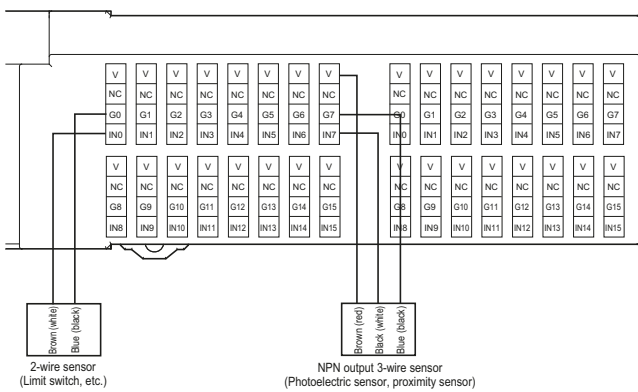 V V V V V V V V V V V V V V V V
NC NC NC NC NC NC NC NC NC NC NC NC NC NC NC NC
G0 G1 G2 G3 G4 G5 G6 G7 G0 G1 G2 G3 G4 G5 G6 G7
IN0 IN1 IN2 IN3 IN4 IN5 IN6 IN7 IN0 IN1 IN2 IN3 IN4 IN5 IN6 IN7
V V V V V V V V V V V V V V V V
NC NC NC NC NC NC NC NC NC NC NC NC NC NC NC NC
G8 G9 G10 G11 G12 G13 G14 G15 G8 G9 G10 G11 G12 G13 G14 G15
IN8 IN9 IN10 IN11 IN12 IN13 IN14 IN15 IN8 IN9 IN10 IN11 IN12 IN13 IN14 IN15
Brown (white)
Blue (black)
2-wire sensor
(Limit switch, etc.)
Brown (red)
Black (white)
Blue (black)
NPN output 3-wire sensor
(Photoelectric sensor, proximity sensor)